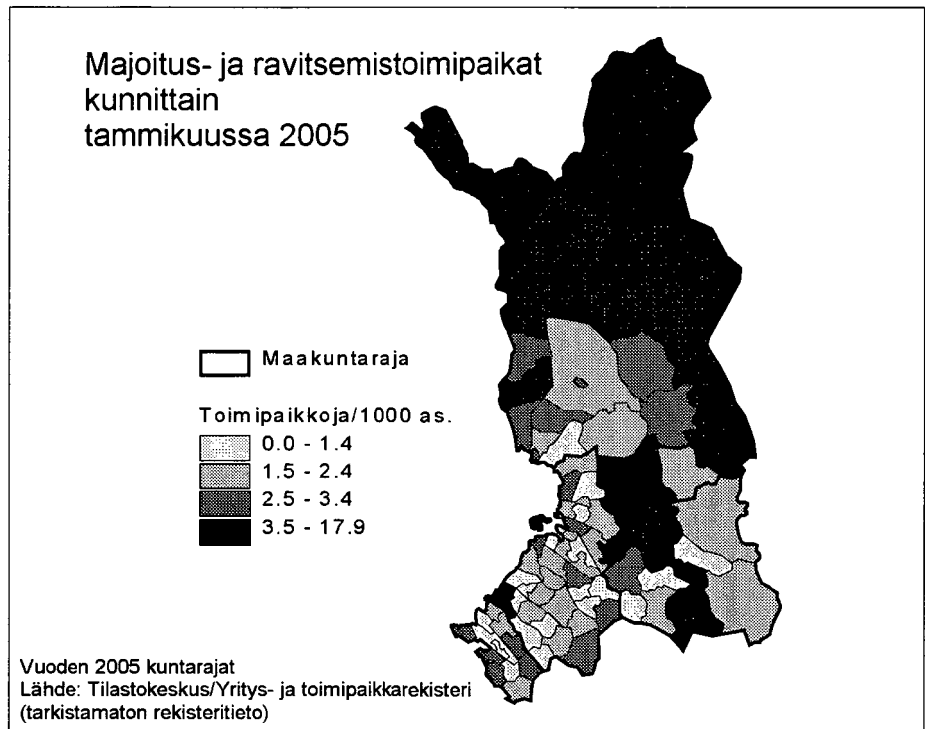 Majoitus- ja ravitsemistoimipaikat
kunnittain
tammikuussa 2005
Maakuntaraja
Toimipaikkoja/1000 as.
0.0 - 1.4
1.5 - 2.4
2.5 - 3.4
3.5 - 17.9
Vuoden 2005 kuntarajat
Lähde: Tilastokeskus/Yritys- ja toimipaikkarekisteri
(tarkistamaton rekisteritieto)